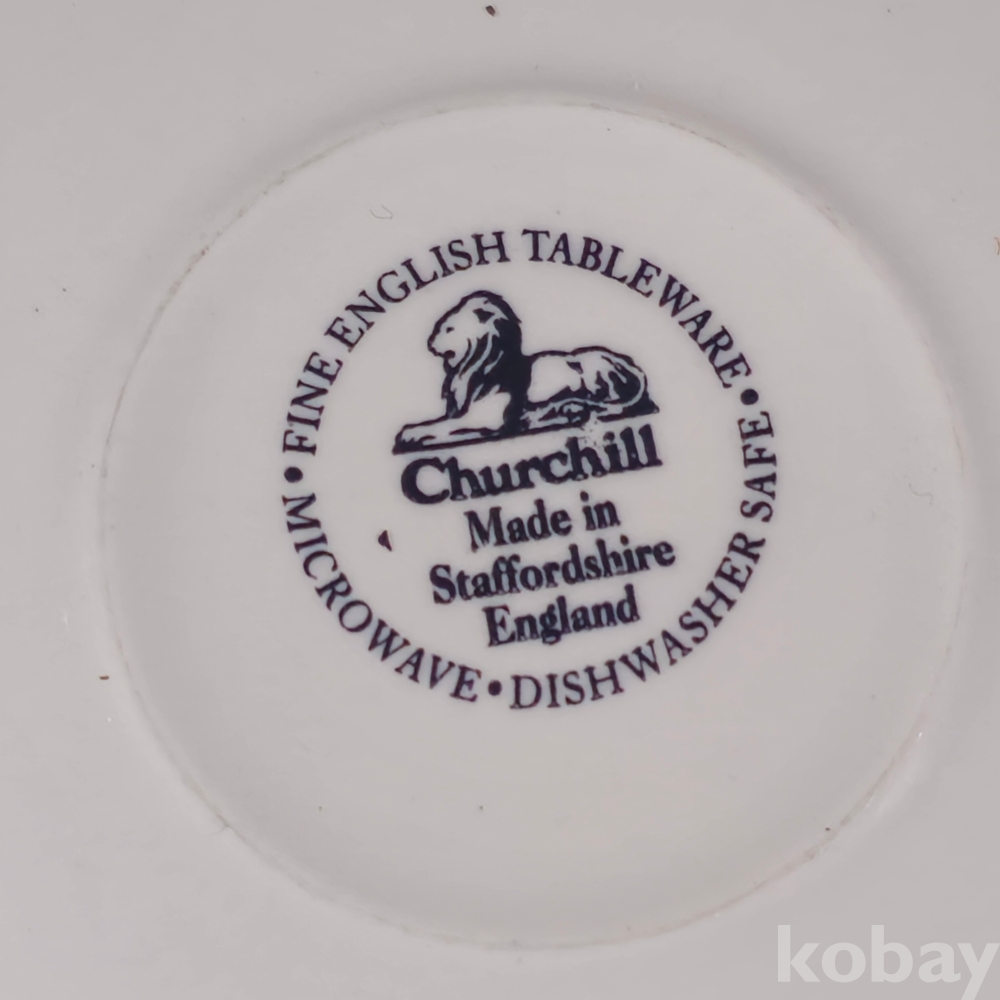 • FINE ENGLISH TABLEWARE •
MICROWAVE • DISHWASHER SAFE
Churchill
Made in
Staffordshire
England
kobay